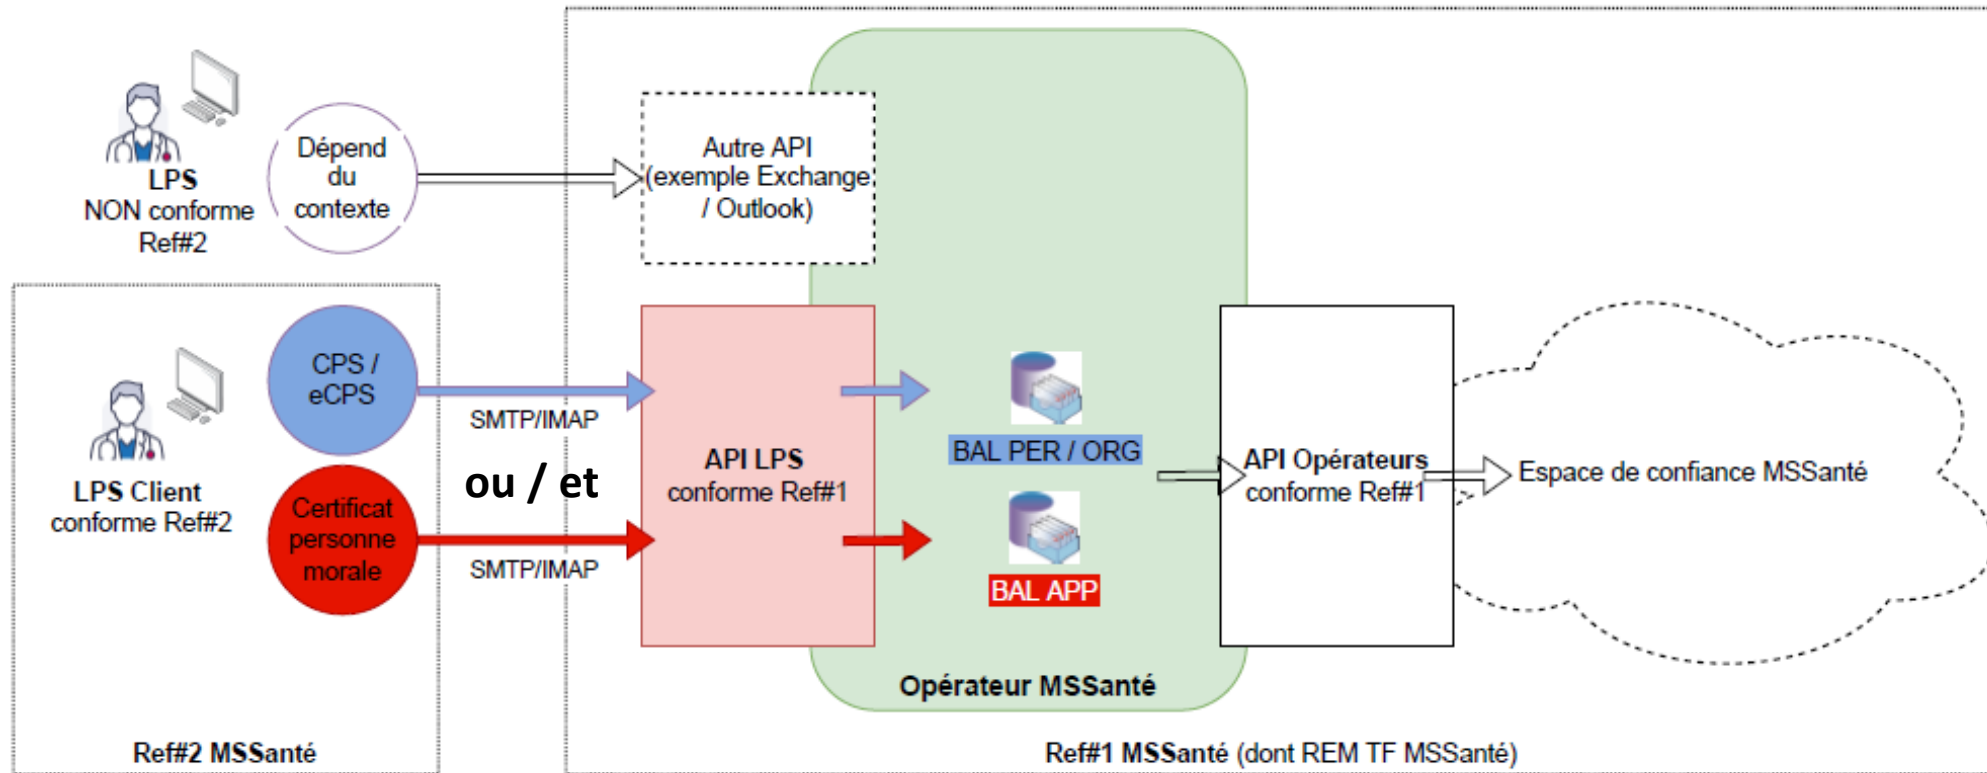 LPS
NON conforme
Ref#2
Dépend
du
contexte
Autre API
(exemple Exchange
/ Outlook)
CPS /
eCPS
SMTP/IMAP
LPS Client
conforme Ref#2
ou / et
Certificat
personne
morale
SMTP/IMAP
API LPS
conforme Ref#1
BAL PER / ORG
BAL APP
API Opérateurs
conforme Ref#1
Espace de confiance MSSanté
Opérateur MSSanté
Ref#2 MSSanté
Ref#1 MSSanté (dont REM TF MSSanté)